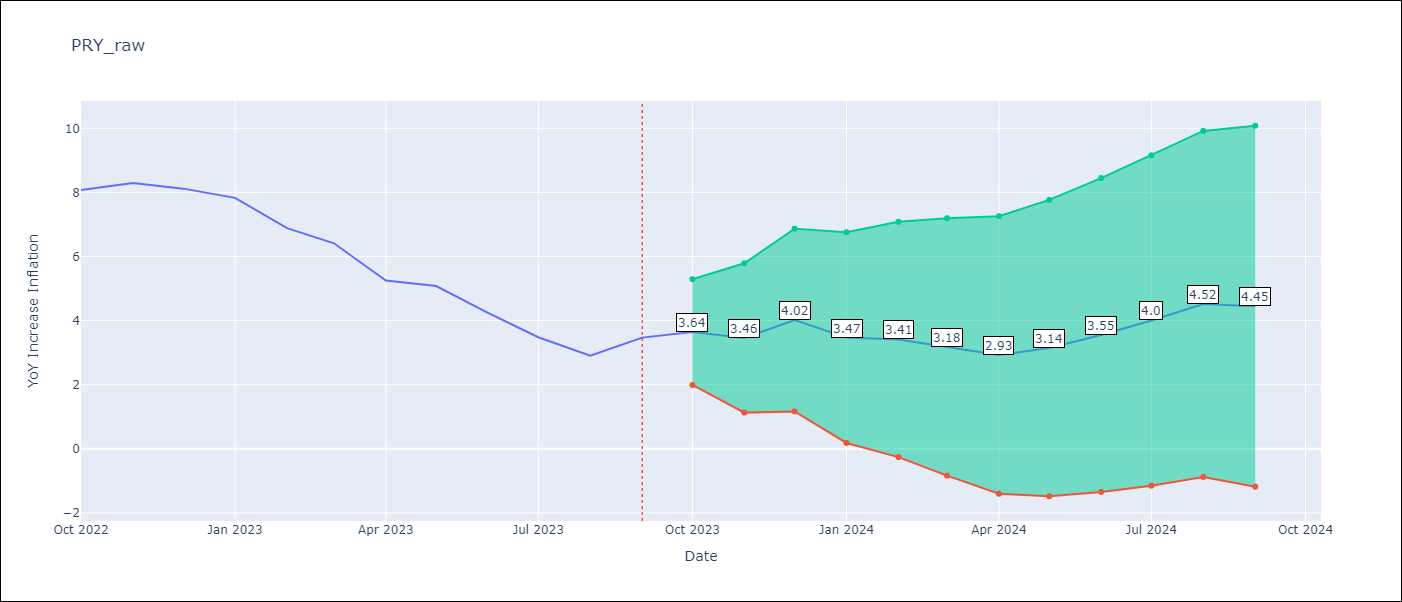 PRY_raw
YoY Increase Inflation
10
8
6
4
2
0
−2
3.64
3.46
4.02
3.47
3.41
3.18
2.93
3.14
3.55
4.0
4.52
4.45
Oct 2022
Jan 2023
Apr 2023
Jul 2023
Oct 2023
Jan 2024
Apr 2024
Jul 2024
Oct 2024
Date